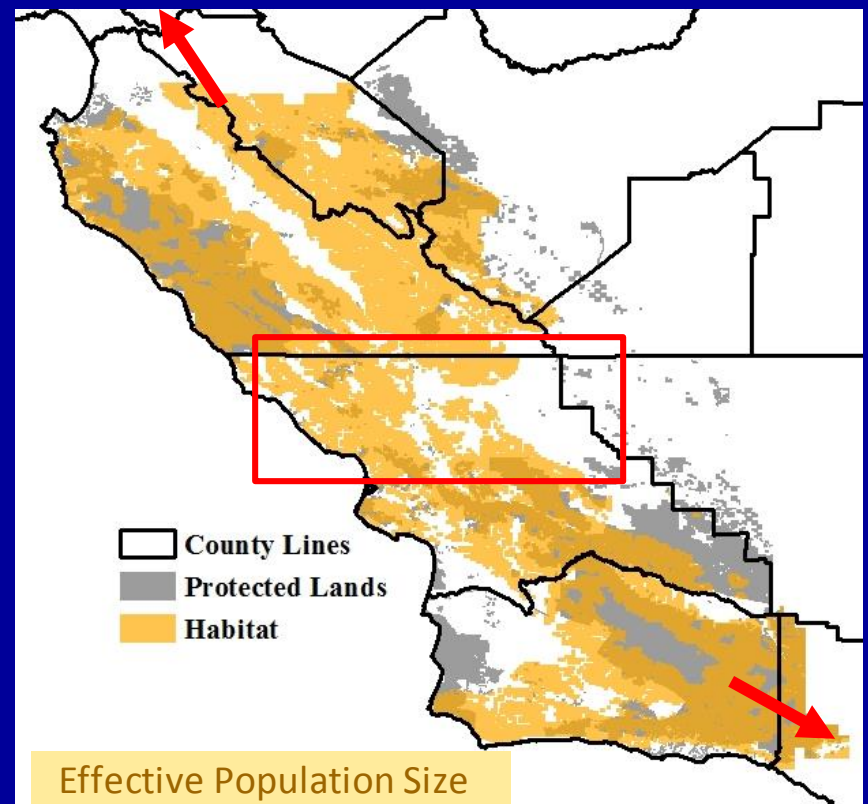 County Lines
Protected Lands
Habitat
Effective Population Size